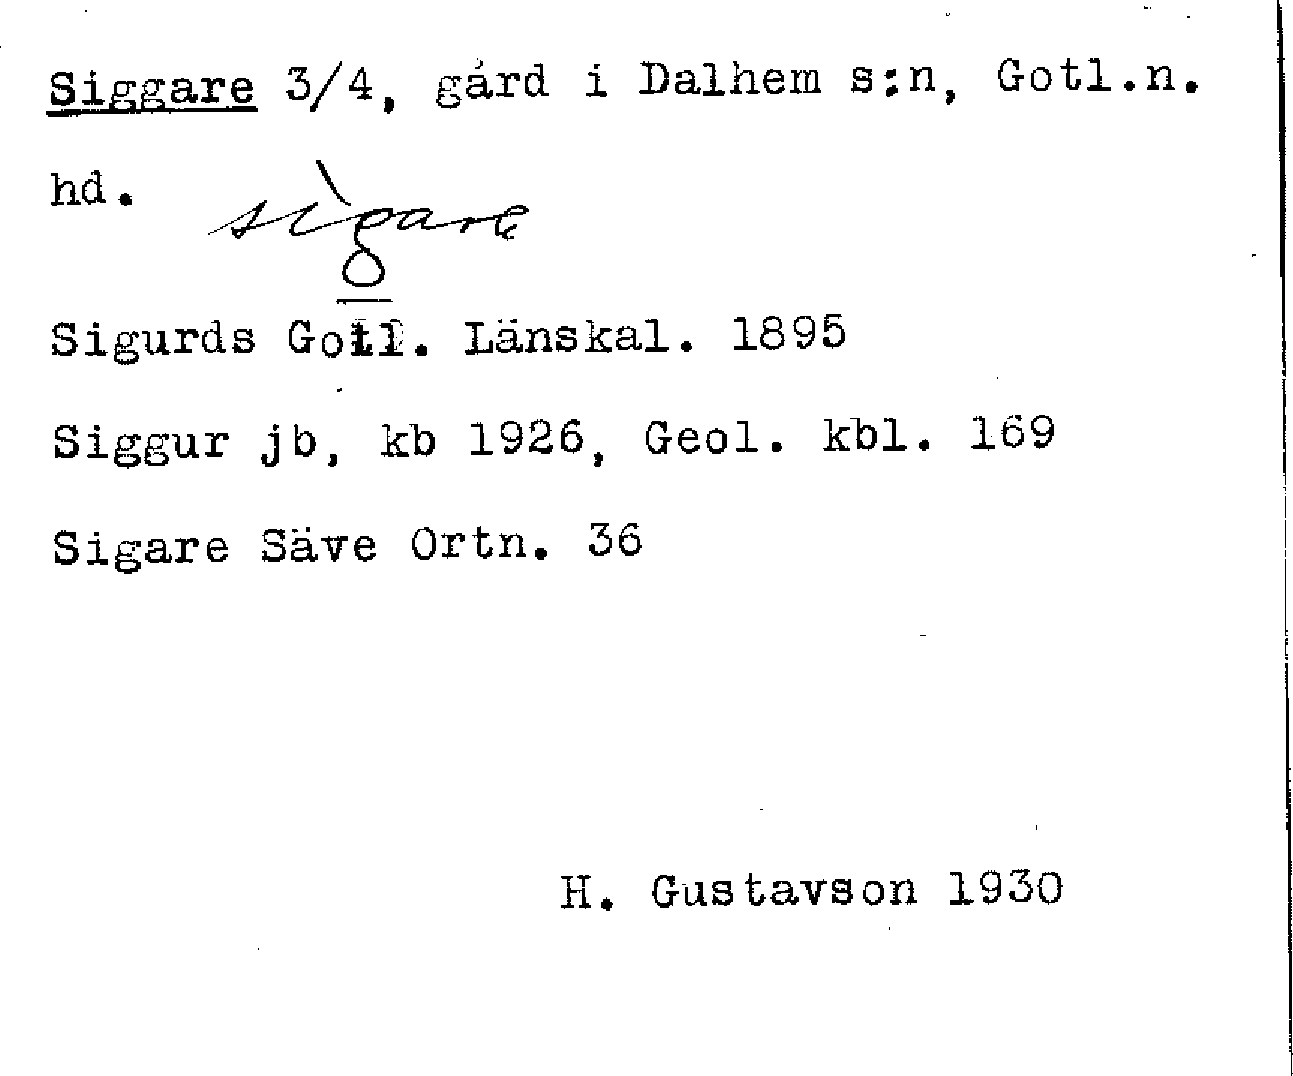 Siggare 3/4, gård i Dalhem s:n, Gotl.n.
hd.
sìgare
Sigurds Gotl. Länskal. 1895
Siggur jb, kb 1926, Geol. kbl. 169
Sigare Säve Ortn. 36
H. Gustavson 1930